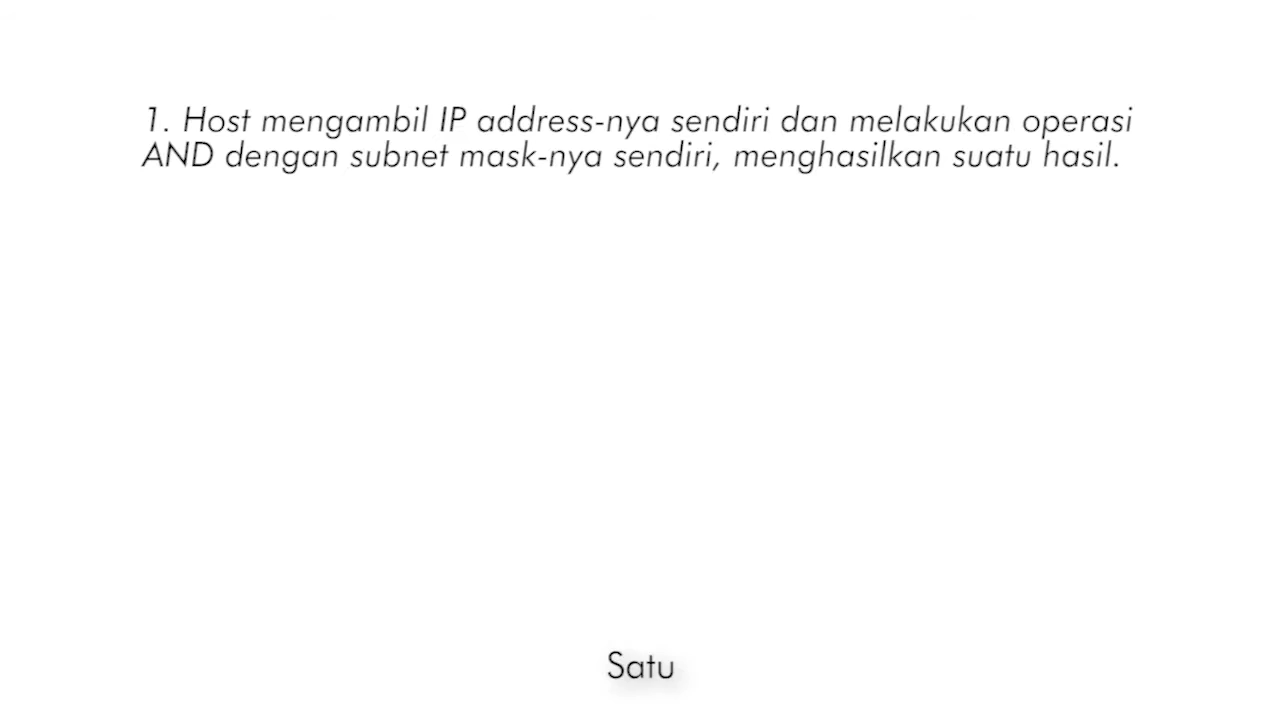 1. Host mengambil IP address-nya sendiri dan melakukan operasi
AND dengan subnet mask-nya sendiri, menghasilkan suatu hasil.
Satu